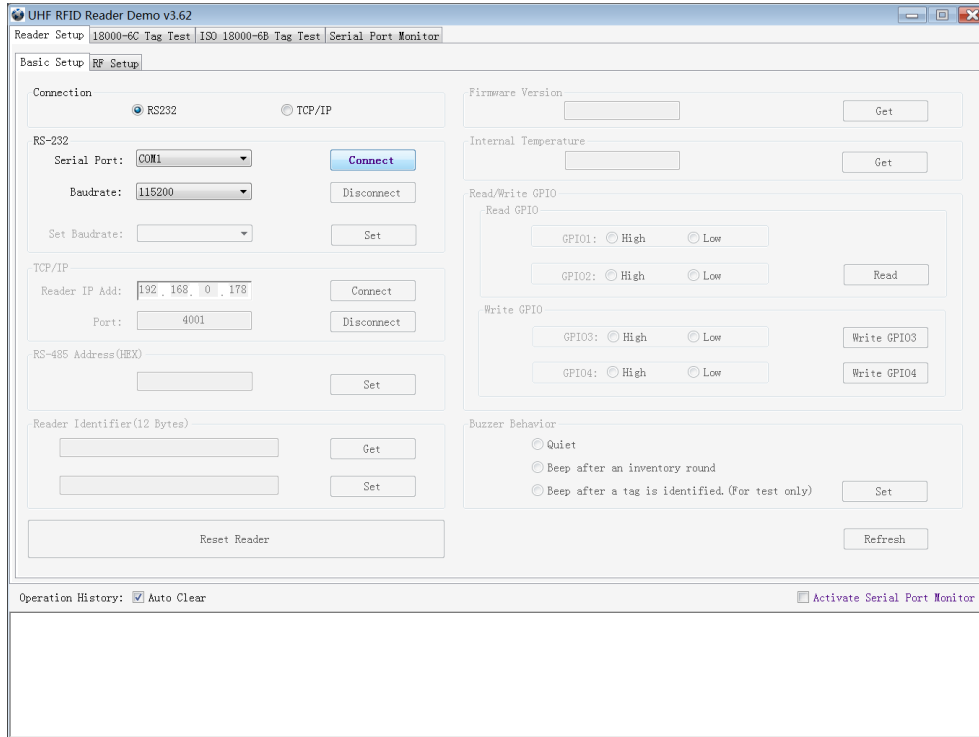 UHF RFID Reader Demo v3.62
Reader Setup 18000-6C Tag Test ISO 18000-6B Tag Test Serial Port Monitor
Basic Setup RF Setup
Connection
RS232 TCP/IP
RS-232
Serial Port: COM1 Connect
Baudrate: 115200 Disconnect
Set Baudrate: Set
TCP/IP
Reader IP Add: 192 . 168 . 0 . 178 Connect
Port: 4001 Disconnect
RS-485 Address(HEX)
Set
Reader Identifier(12 Bytes)
Get
Set
Reset Reader
Firmware Version
Get
Internal Temperature
Get
Read/Write GPIO
Read GPIO
GPIO1: High Low
GPIO2: High Low Read
Write GPIO
GPIO3: High Low Write GPIO3
GPIO4: High Low Write GPIO4
Buzzer Behavior
Quiet
Beep after an inventory round
Beep after a tag is identified.(For test only) Set
Refresh
Operation History: Auto Clear Activate Serial Port Monitor